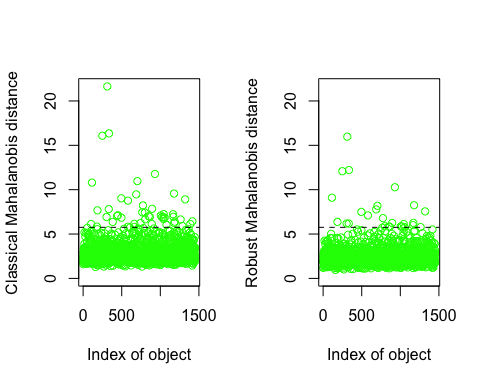 Classical Mahalanobis distance
0 5 10 15 20
0 500 1500
Index of object
Robust Mahalanobis distance
0 5 10 15 20
0 500 1500
Index of object